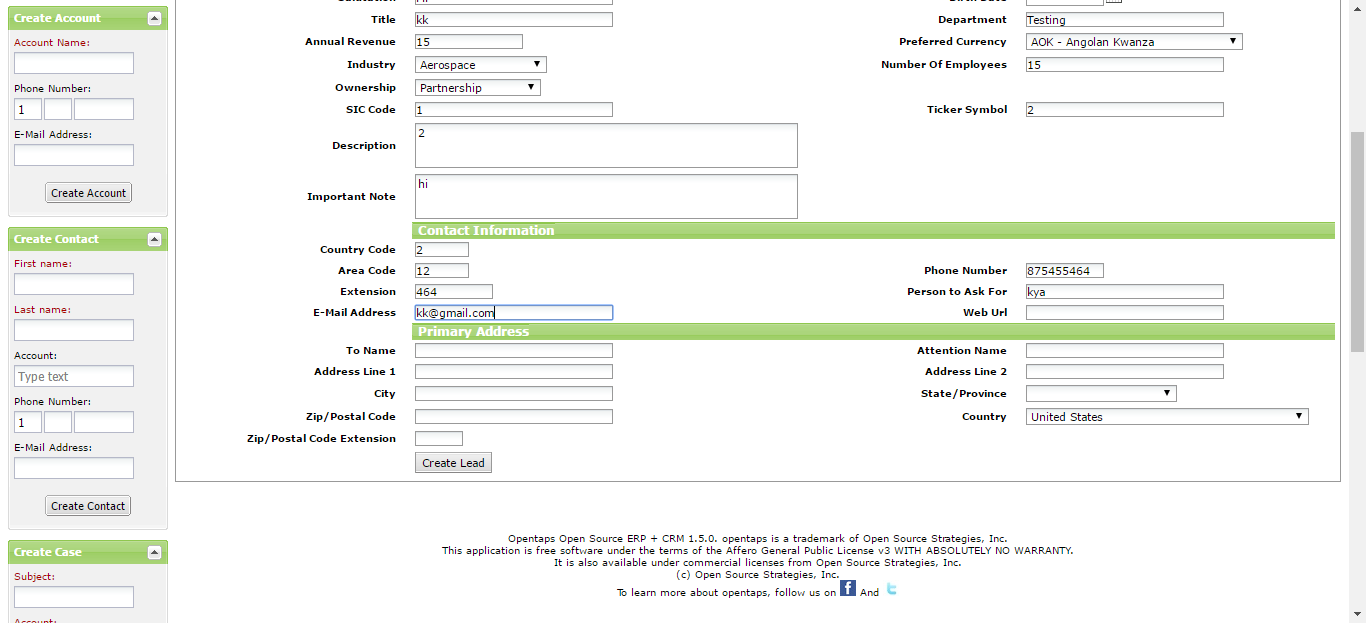 Create Account
Account Name:
Phone Number:
1
E-Mail Address:
Create Account
Create Contact
First name:
Last name:
Account:
Type text
Phone Number:
1
E-Mail Address:
Create Contact
Create Case
Subject:
Account:
Title kk Department Testing
Annual Revenue 15 Preferred Currency AOK - Angolan Kwanza
Industry Aerospace Number Of Employees 15
Ownership Partnership
SIC Code 1 Ticker Symbol 2
Description 2
Important Note hi
Contact Information
Country Code 2
Area Code 12 Phone Number 875455464
Extension 464 Person to Ask For kya
E-Mail Address kk@gmail.com Web Url
Primary Address
To Name Attention Name
Address Line 1 Address Line 2
City State/Province
Zip/Postal Code Country United States
Zip/Postal Code Extension
Create Lead
Opentaps Open Source ERP + CRM 1.5.0. opentaps is a trademark of Open Source Strategies, Inc.
This application is free software under the terms of the Affero General Public License v3 WITH ABSOLUTELY NO WARRANTY.
It is also available under commercial licenses from Open Source Strategies, Inc.
(c) Open Source Strategies, Inc.
To learn more about opentaps, follow us on f And t